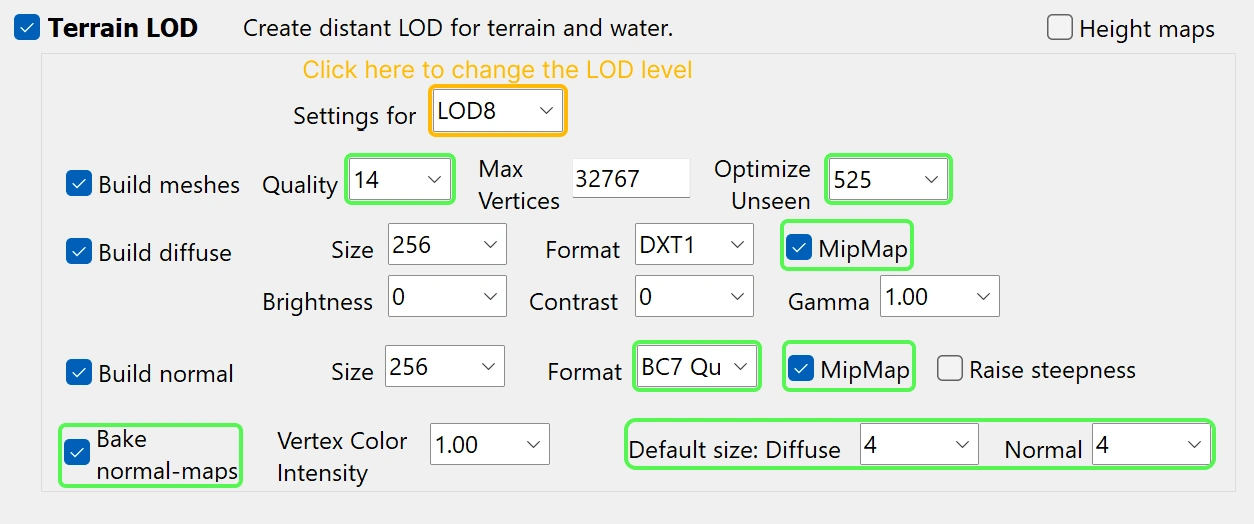 Terrain LOD Create distant LOD for terrain and water. Height maps
Click here to change the LOD level
Settings for LOD8
Build meshes Quality 14 Max Vertices 32767 Optimize Unseen 525
Build diffuse Size 256 Format DXT1 MipMap
Brightness 0 Contrast 0 Gamma 1.00
Build normal Size 256 Format BC7 Qu MipMap Raise steepness
Bake normal-maps Vertex Color Intensity 1.00 Default size: Diffuse 4 Normal 4